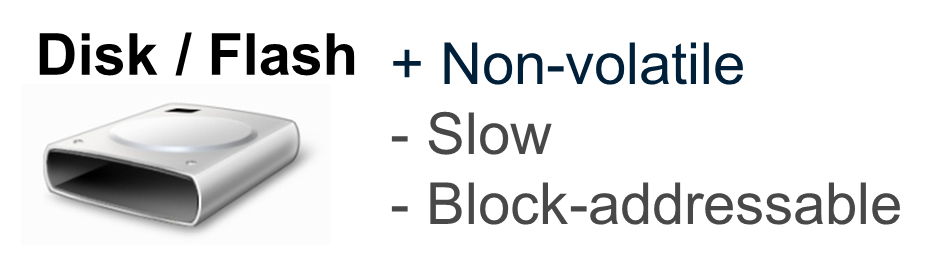 Disk / Flash
+ Non-volatile
- Slow
- Block-addressable